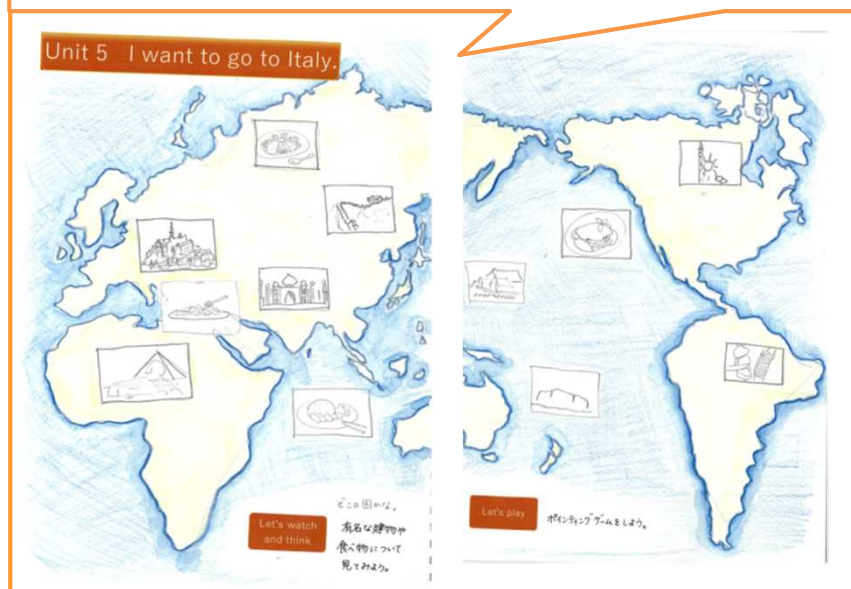 Unit 5 I want to go to Italy.
どこの国かな。
Let's watch
and think
有名な建物や
食べ物について
見てみよう。
Let's play
ポインティングゲームをしよう。